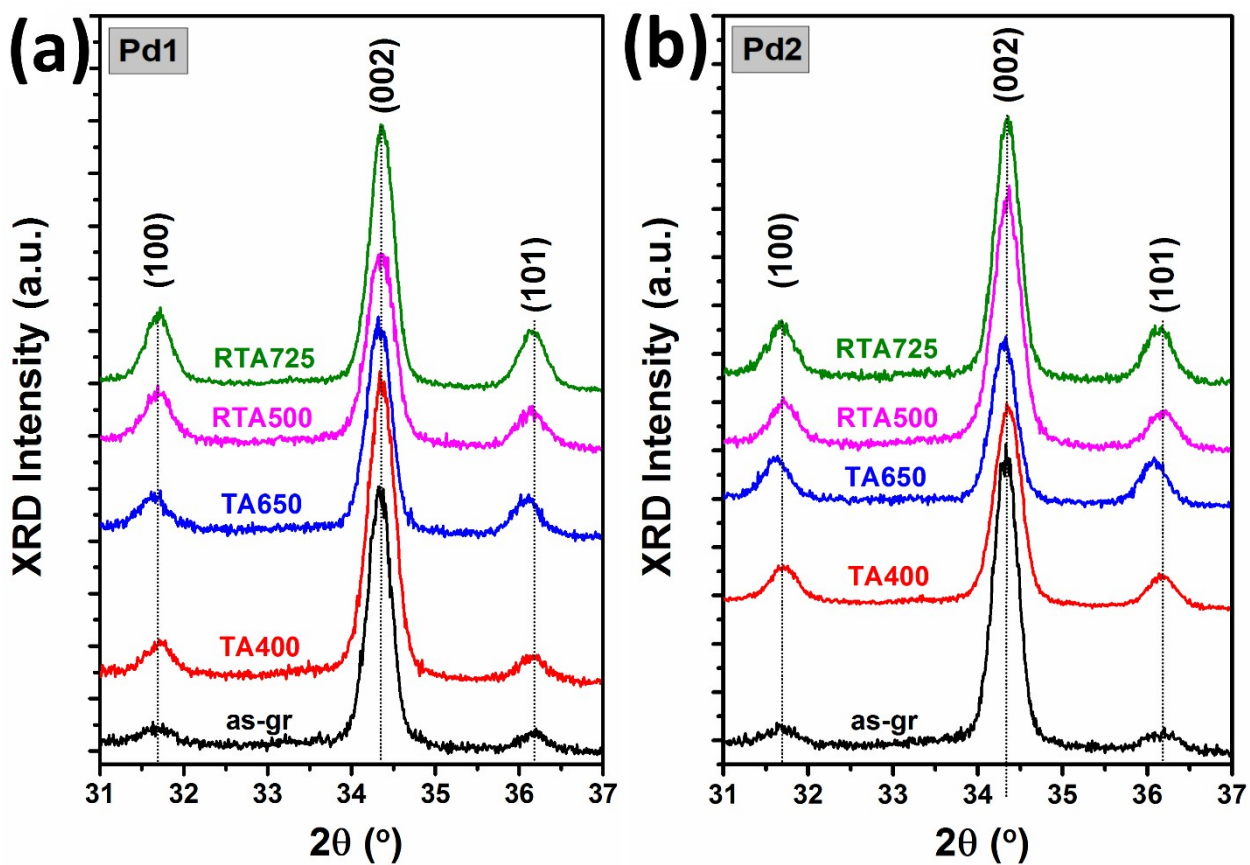 (a)
Pd1
(002)
(100)
(101)
RTA725
RTA500
TA650
TA400
as-gr
XRD Intensity (a.u.)
31 32 33 34 35 36 37
2θ (º)
(b)
Pd2
(002)
(100)
(101)
RTA725
RTA500
TA650
TA400
as-gr
XRD Intensity (a.u.)
31 32 33 34 35 36 37
2θ (º)